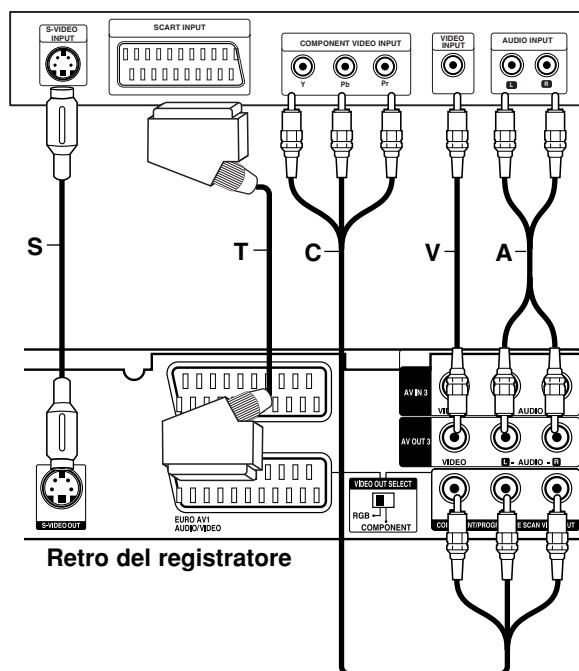 S-VIDEO INPUT
SCART INPUT
COMPONENT VIDEO INPUT
Y Pb Pr
VIDEO INPUT
AUDIO INPUT
L R
S
T
C
V
A
AV IN 3
AUDIO
AV OUT 3
VIDEO L - AUDIO - R
S-VIDEO OUT
EURO AV1
AUDIO/VIDEO
VIDEO OUT SELECT
RGB
COMPONENT
Retro del registratore